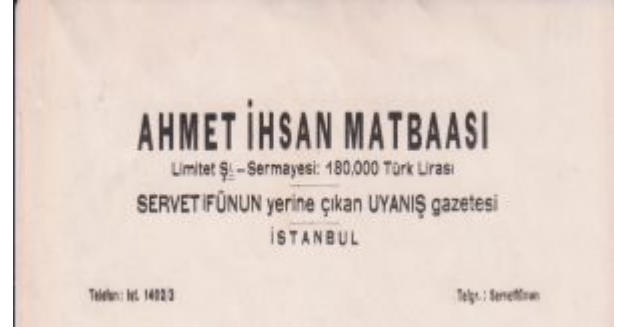 AHMET İHSAN MATBAASI
Limitet Şi. – Sermayesi: 180,000 Türk Lirası
SERVETİFÜNUN yerine çıkan UYANIŞ gazetesi
İSTANBUL
Telefon: Ist. 1402/3 Telgr.: Servetifünun